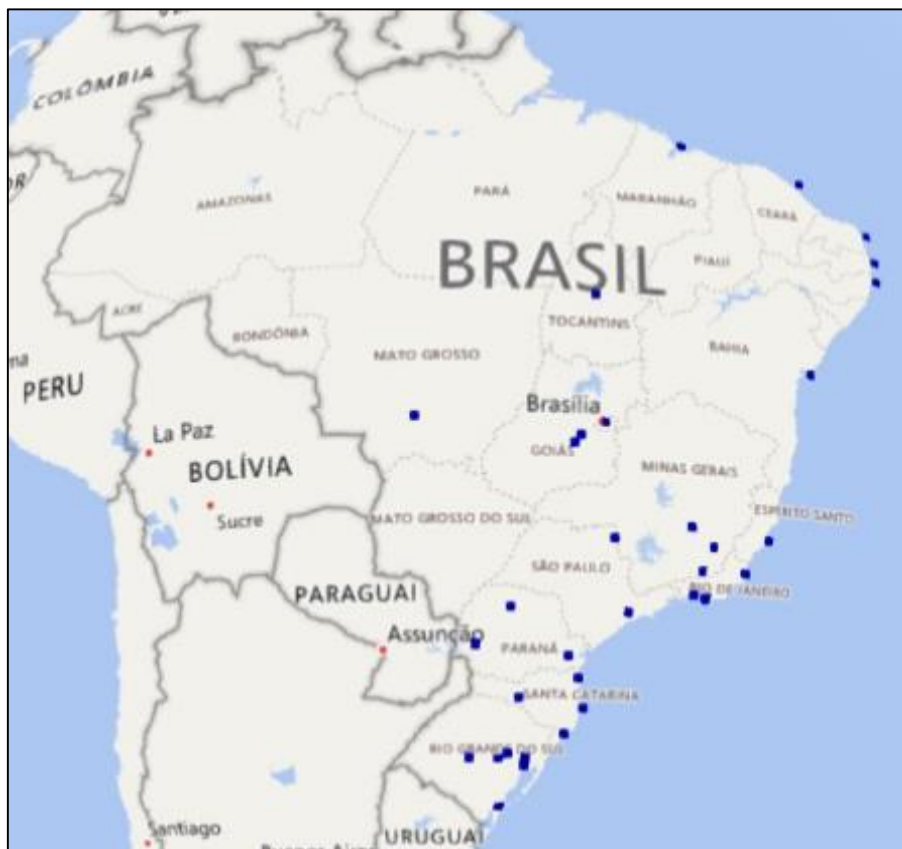 COLÔMBIA
PARÁ
AMAZONAS
MARANHÃO
CEARÁ
BRASIL
PIAUÍ
ACRE
RONDÔNIA
TOCANTINS
MATO GROSSO
BAHIA
PERU
La Paz
Brasília
BOLÍVIA
GOIÁS
MINAS GERAIS
Sucre
MATO GROSSO DO SUL
ESPÍRITO SANTO
SÃO PAULO
PARAGUAI
RIO DE JANEIRO
Assunção
PARANÁ
SANTA CATARINA
RIO GRANDE DO SUL
Santiago
URUGUAI